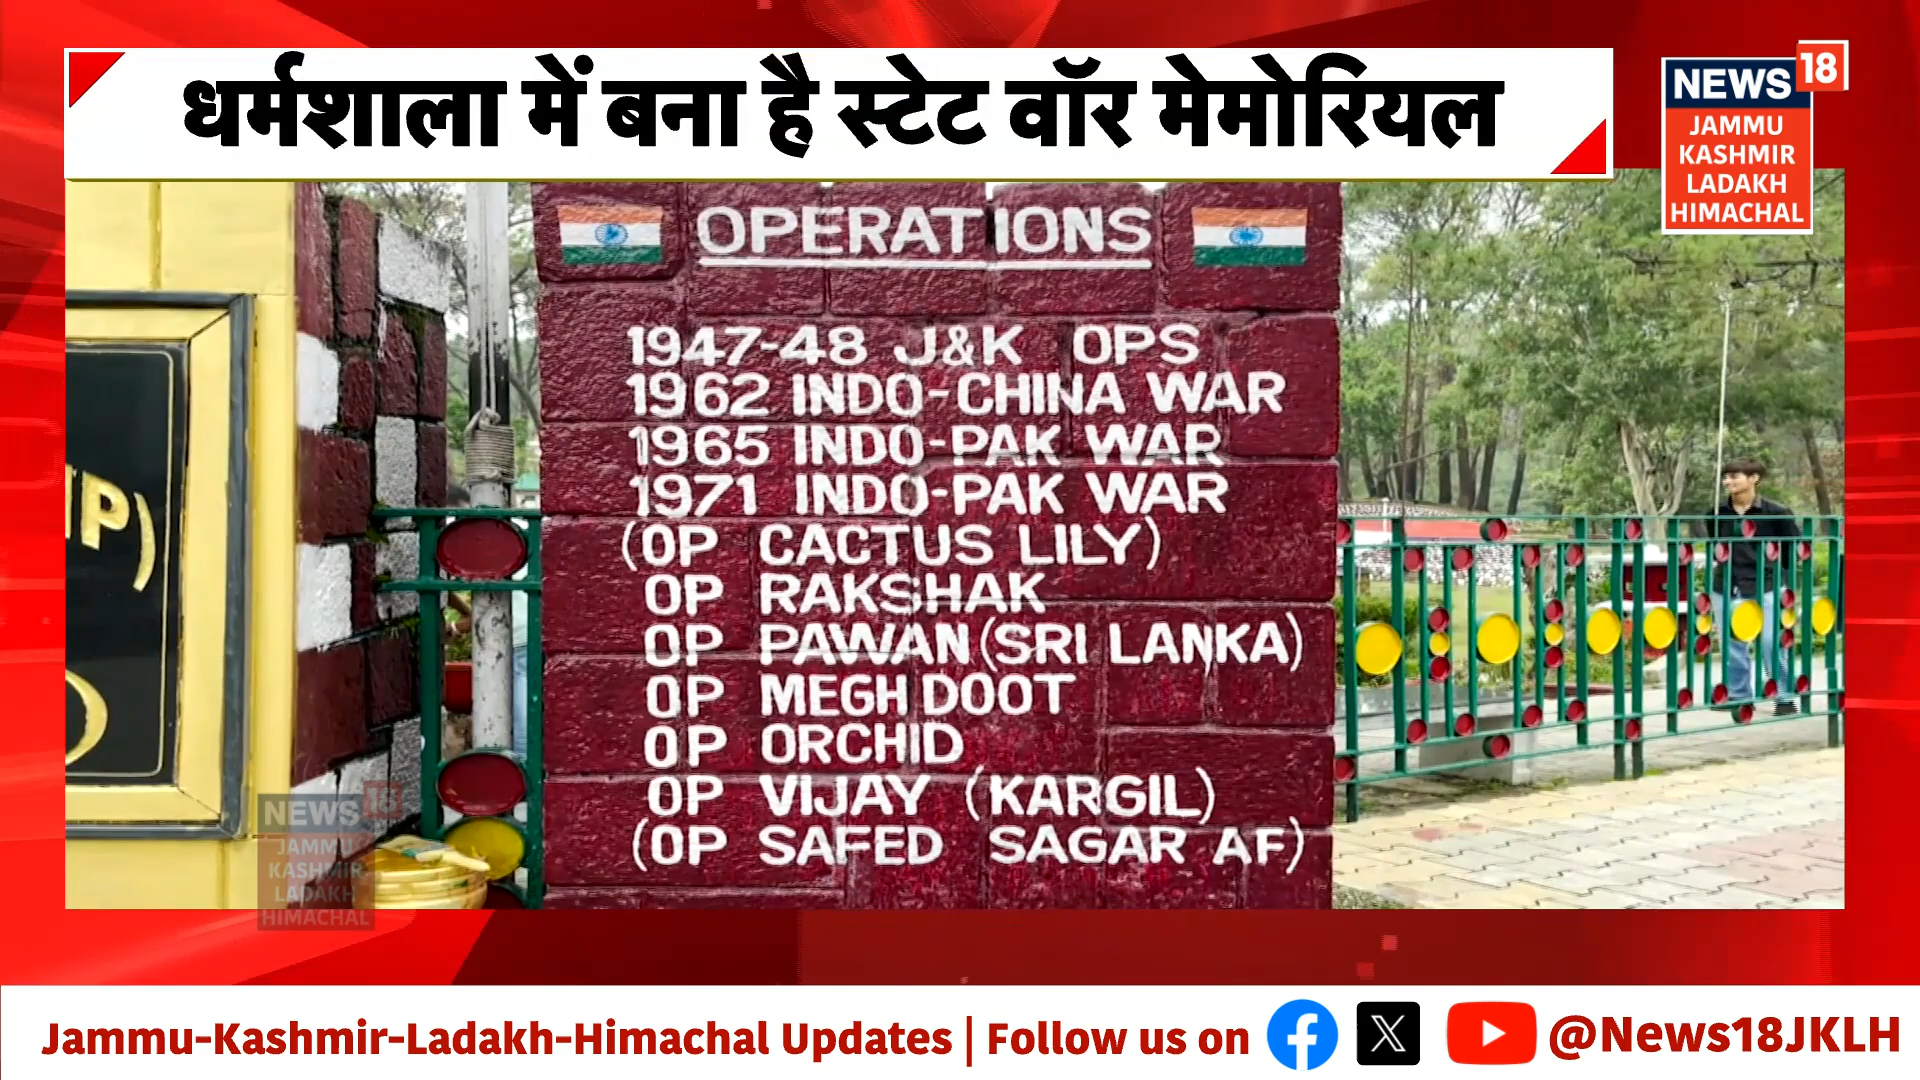 धर्मशाला में बना है स्टेट वॉर मेमोरियल
NEWS 18
JAMMU
KASHMIR
LADAKH
HIMACHAL
OPERATIONS
1947-48 J&K OPS
1962 INDO-CHINA WAR
1965 INDO-PAK WAR
1971 INDO-PAK WAR
(OP CACTUS LILY)
OP RAKSHAK
OP PAWAN (SRI LANKA)
OP MEGH DOOT
OP ORCHID
OP VIJAY (KARGIL)
(OP SAFED SAGAR AF)
NEWS 18
JAMMU
KASHMIR
LADAKH
HIMACHAL
Jammu-Kashmir-Ladakh-Himachal Updates | Follow us on @News18JKLH